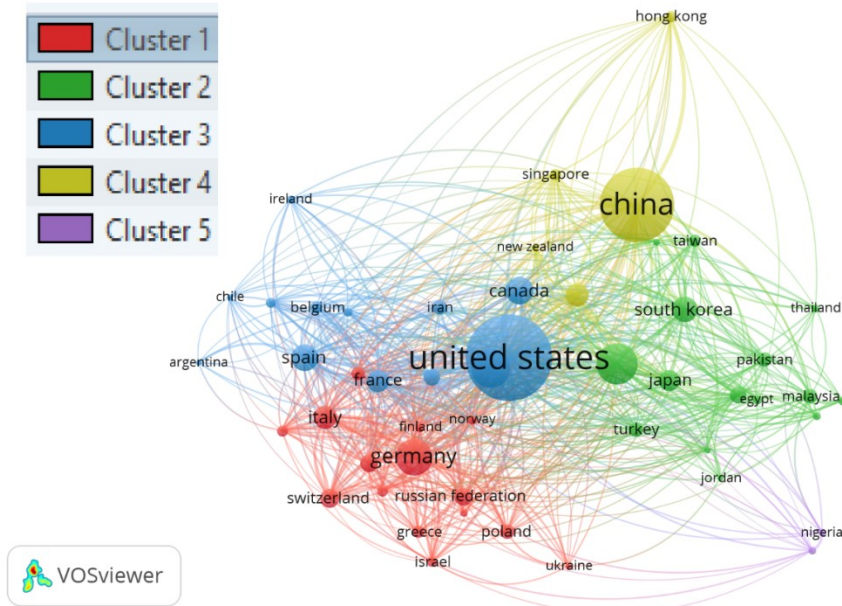 Cluster 1
Cluster 2
Cluster 3
Cluster 4
Cluster 5
hong kong
singapore
china
ireland
new zealand
taiwan
chile
belgium
iran
canada
south korea
thailand
argentina
spain
united states
france
japan
pakistan
egypt
malaysia
italy
finland
norway
turkey
germany
jordan
switzerland
russian federation
greece
poland
nigeria
israel
ukraine
VOSviewer